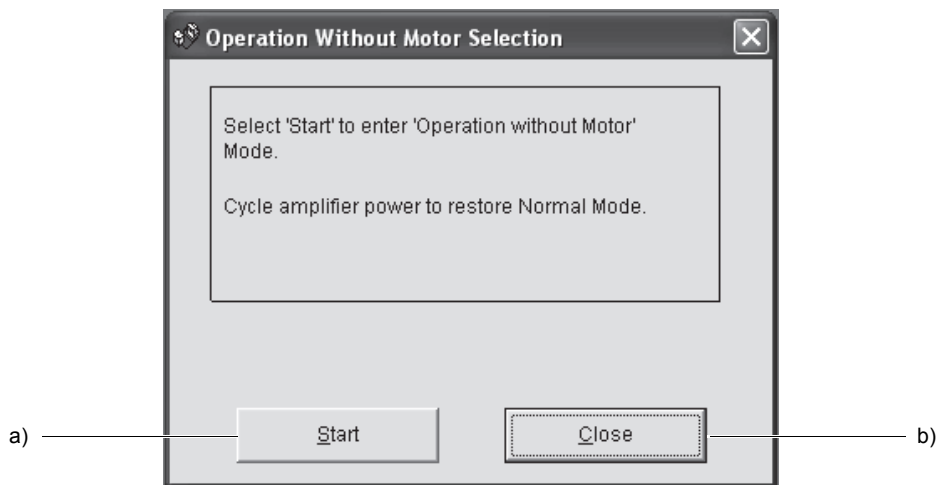 Operation Without Motor Selection
Select 'Start' to enter 'Operation without Motor'
Mode.
Cycle amplifier power to restore Normal Mode.
a)
Start
Close
b)